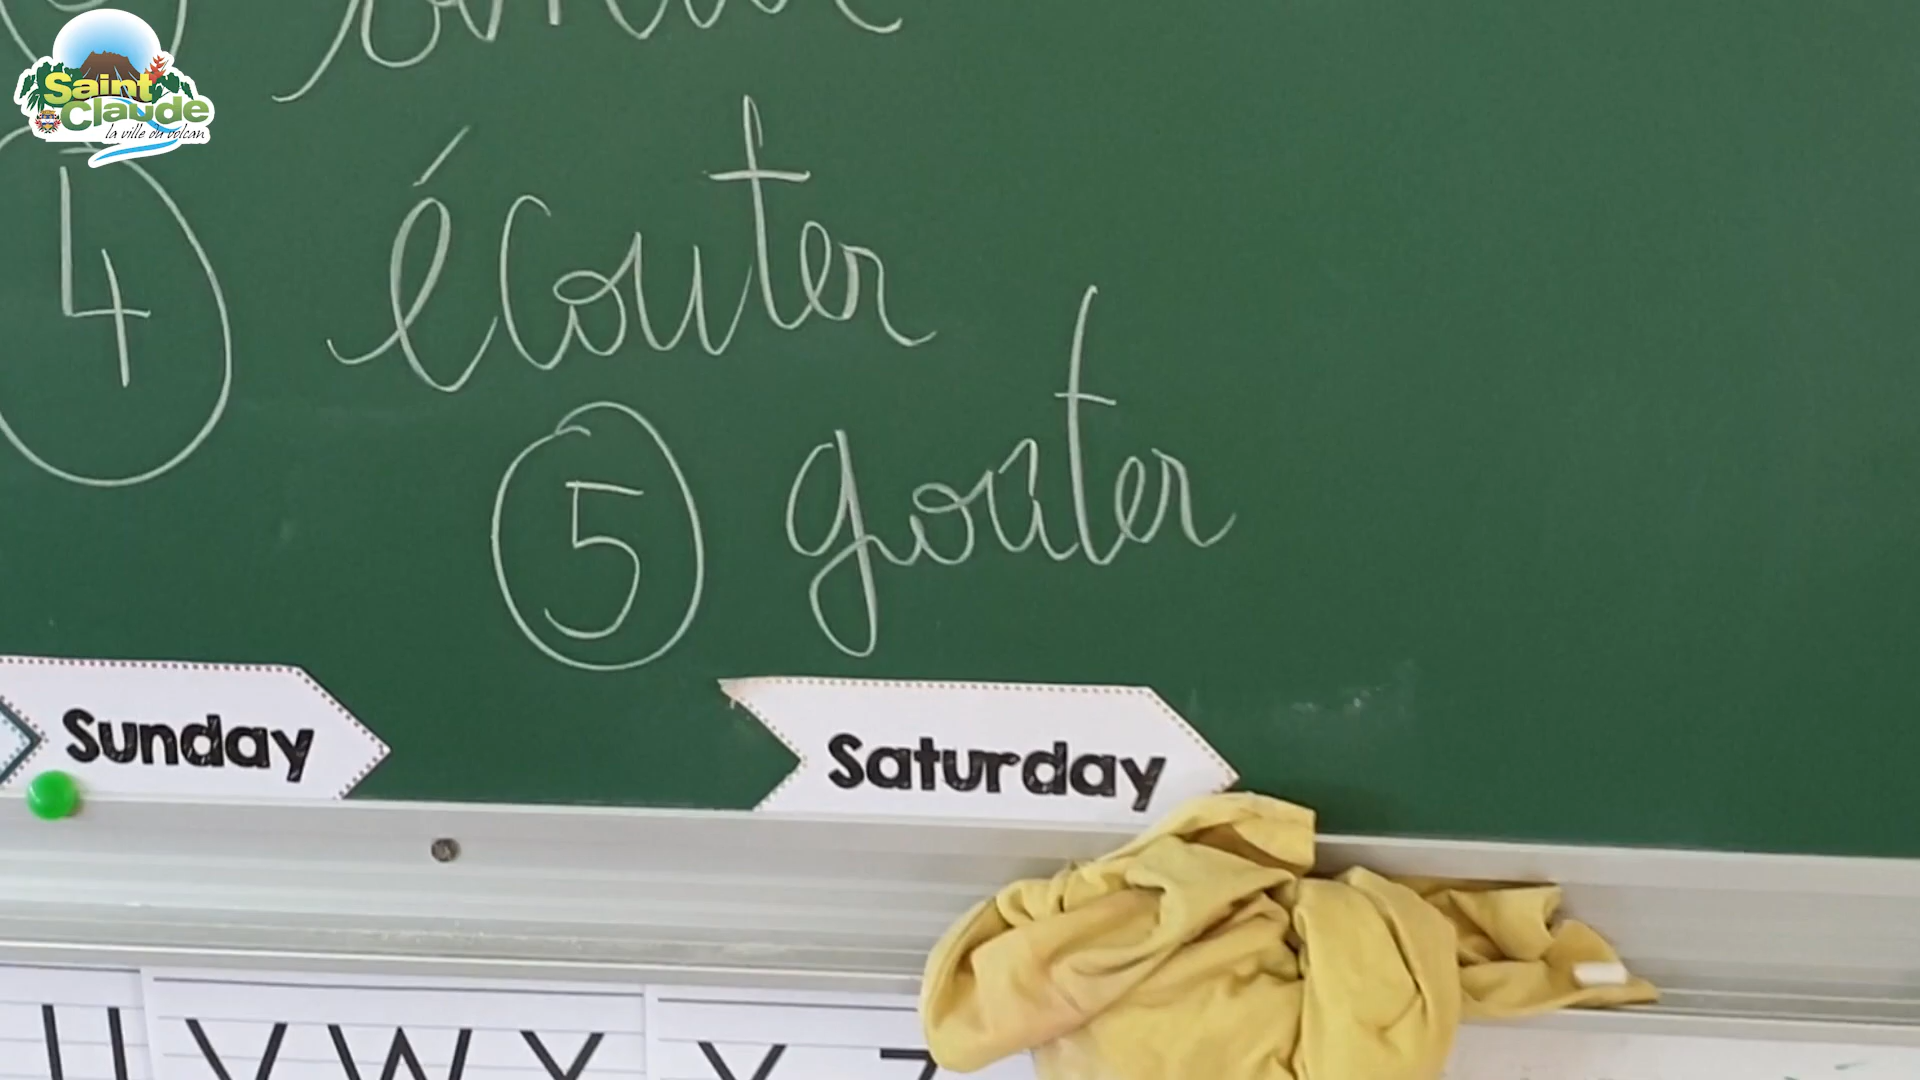 Saint
Claude
la ville du volcan
4 écouter
5 goûter
Sunday
Saturday
U V W X Y Z